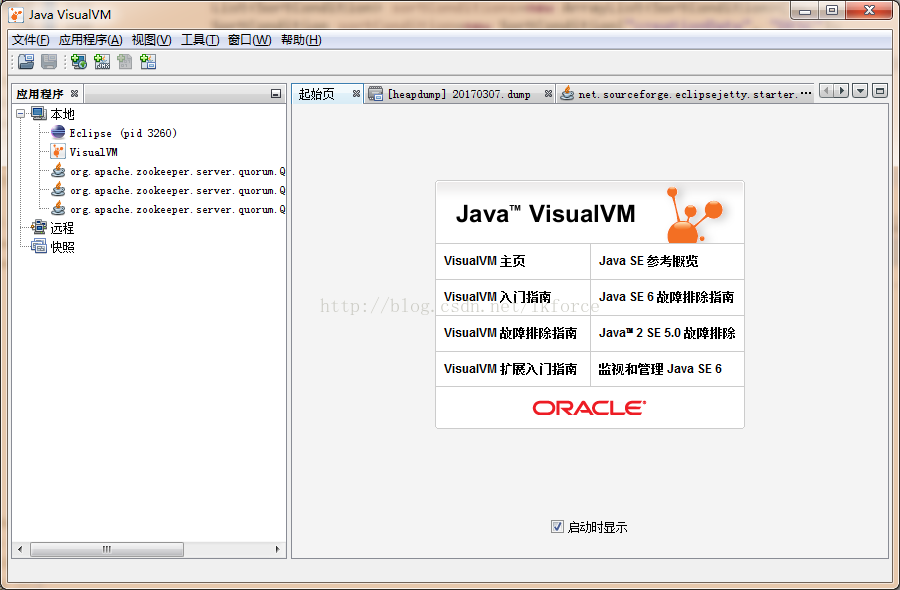 Java VisualVM
文件(F) 应用程序(A) 视图(V) 工具(T) 窗口(W) 帮助(H)
应用程序
起始页 [heapdump] 20170307.dump net.sourceforge.eclipsejetty.starter.···
本地
Eclipse (pid 3260)
VisualVM
org.apache.zookeeper.server.quorum.Q
org.apache.zookeeper.server.quorum.Q
org.apache.zookeeper.server.quorum.Q
远程
快照
Java™ VisualVM
VisualVM 主页 Java SE 参考概览
VisualVM 入门指南 Java SE 6 故障排除指南
http://blog.csdn.net/lkforce
VisualVM 故障排除指南 Java™ 2 SE 5.0 故障排除
VisualVM 扩展入门指南 监视和管理 Java SE 6
ORACLE
启动时显示